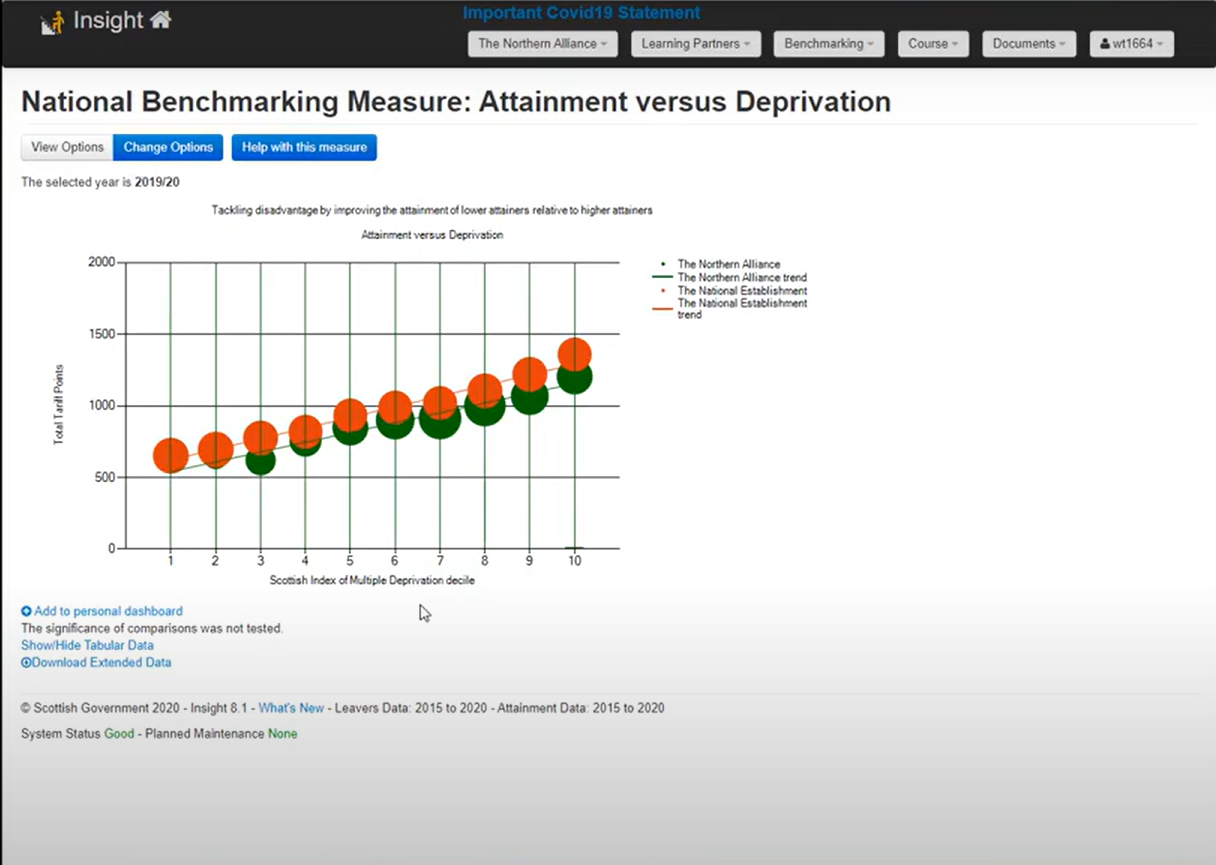 Important Covid19 Statement
Insight
The Northern Alliance
Learning Partners
Benchmarking
Course
Documents
wt1664
National Benchmarking Measure: Attainment versus Deprivation
View Options
Change Options
Help with this measure
The selected year is 2019/20
Tackling disadvantage by improving the attainment of lower attainers relative to higher attainers
Attainment versus Deprivation
2000
1500
1000
500
0
Total Tariff Points
1 2 3 4 5 6 7 8 9 10
Scottish Index of Multiple Deprivation decile
The Northern Alliance
The Northern Alliance trend
The National Establishment
The National Establishment
trend
Add to personal dashboard
The significance of comparisons was not tested.
Show/Hide Tabular Data
Download Extended Data
© Scottish Government 2020 - Insight 8.1 - What's New - Leavers Data: 2015 to 2020 - Attainment Data: 2015 to 2020
System Status Good - Planned Maintenance None